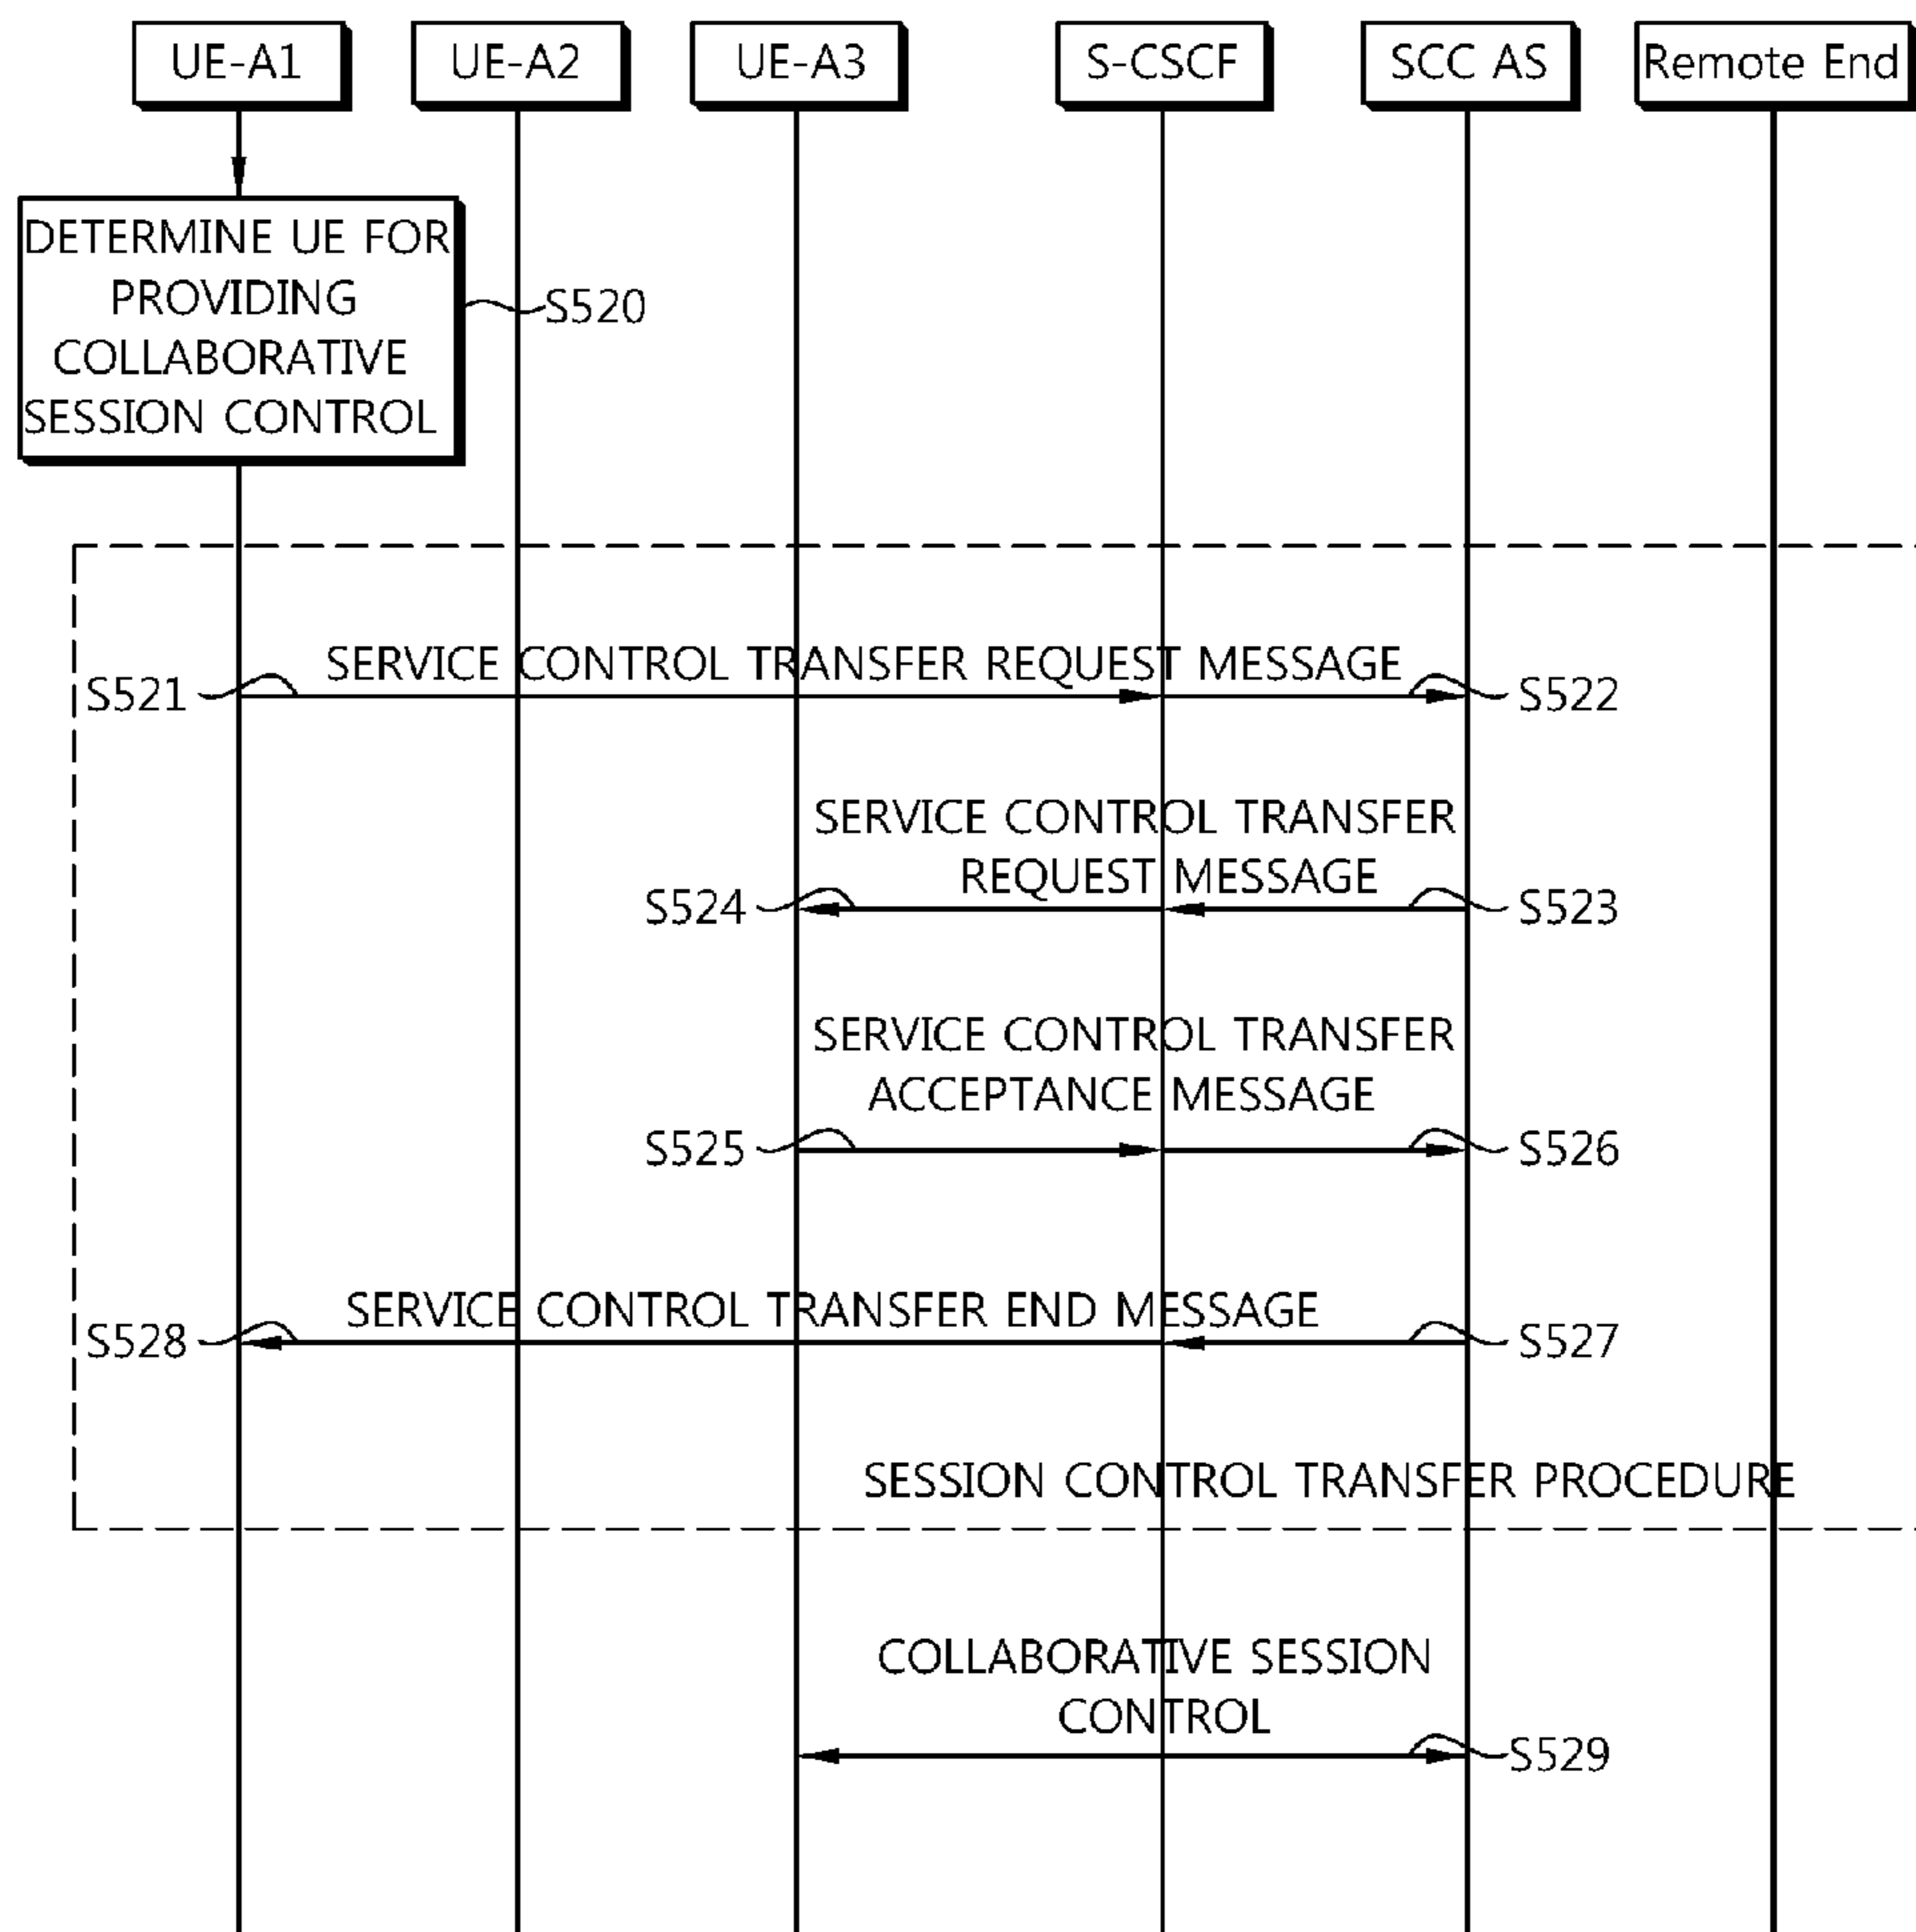 UE-A1
UE-A2
UE-A3
S-CSCF
SCC AS
Remote End
DETERMINE UE FOR
PROVIDING
COLLABORATIVE
SESSION CONTROL
S520
SERVICE CONTROL TRANSFER REQUEST MESSAGE
S521
S522
SERVICE CONTROL TRANSFER
REQUEST MESSAGE
S524
S523
SERVICE CONTROL TRANSFER
ACCEPTANCE MESSAGE
S525
S526
SERVICE CONTROL TRANSFER END MESSAGE
S528
S527
SESSION CONTROL TRANSFER PROCEDURE
COLLABORATIVE SESSION
CONTROL
S529